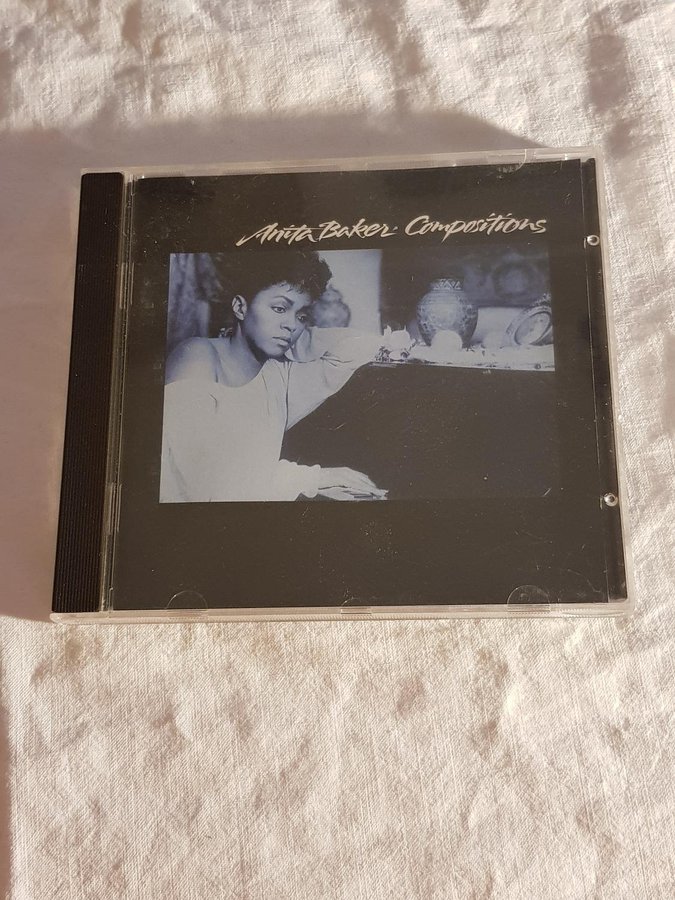 Anita Baker · Compositions